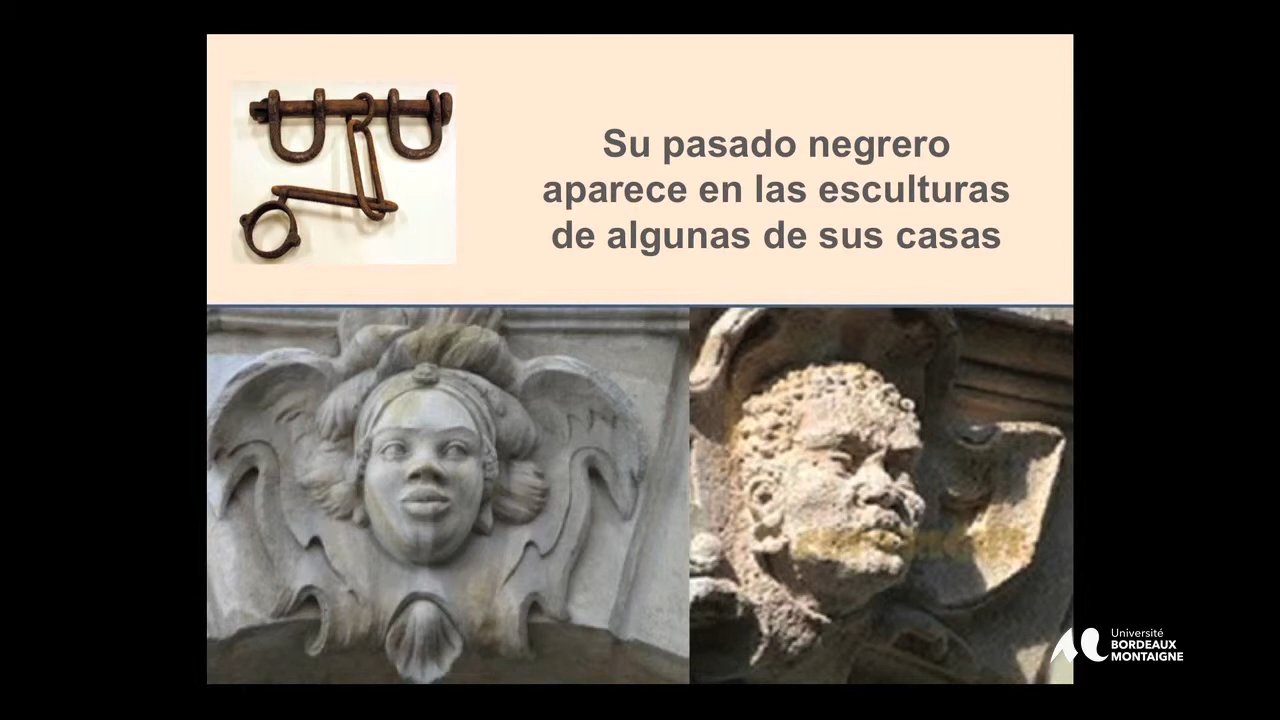 Su pasado negrero
aparece en las esculturas
de algunas de sus casas
Université
BORDEAUX
MONTAIGNE